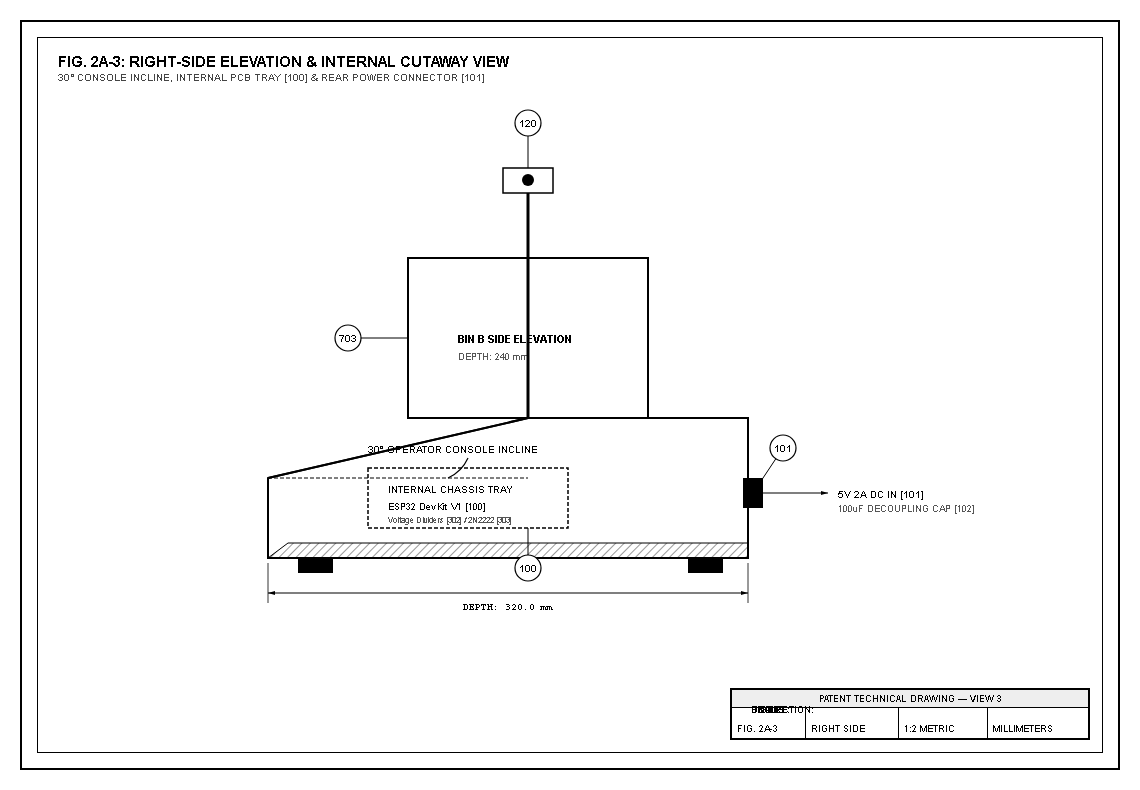 FIG. 2A-3: RIGHT-SIDE ELEVATION & INTERNAL CUTAWAY VIEW
30° CONSOLE INCLINE, INTERNAL PCB TRAY [100] & REAR POWER CONNECTOR [101]
120
703
BIN B SIDE ELEVATION
DEPTH: 240 mm
30° OPERATOR CONSOLE INCLINE
101
INTERNAL CHASSIS TRAY
5V 2A DC IN [101]
ESP32 DevKit V1 [100]
100uF DECOUPLING CAP [102]
Voltage Dividers [302] / 2N2222 [303]
100
DEPTH: 320.0 mm
PATENT TECHNICAL DRAWING — VIEW 3
FIG. 2A-3
RIGHT SIDE
1:2 METRIC
MILLIMETERS